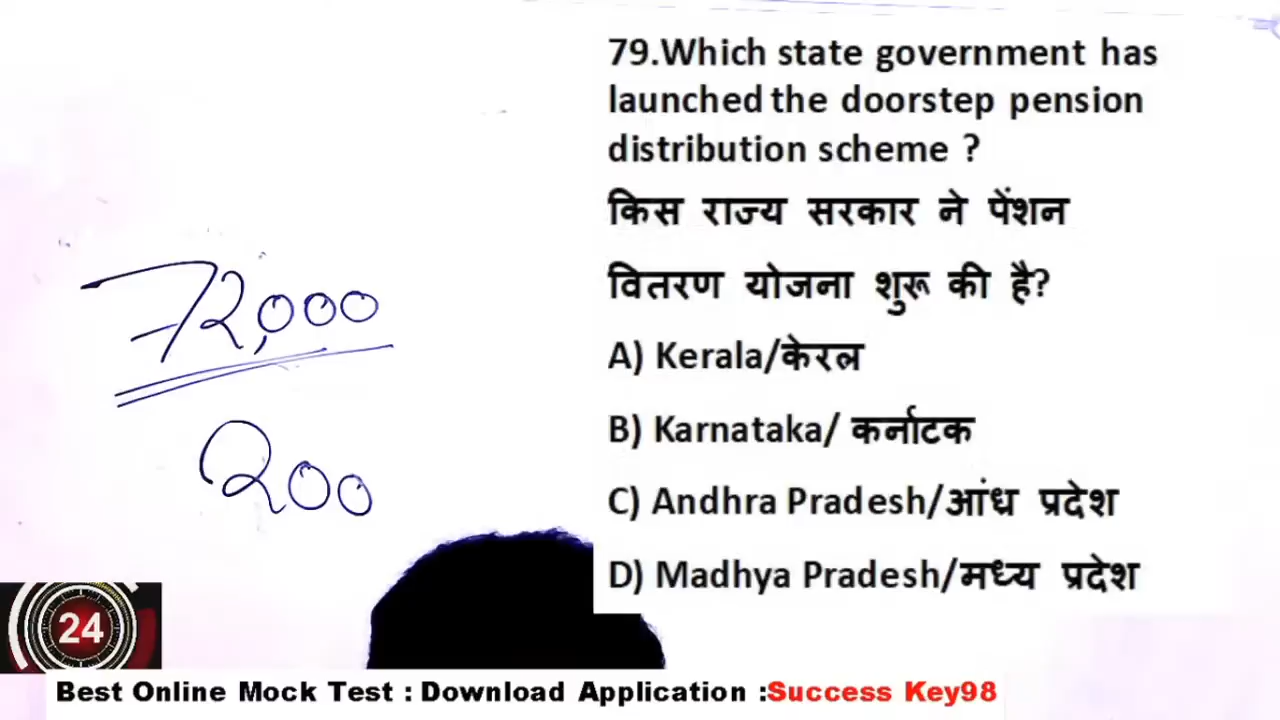 79.Which state government has
launched the doorstep pension
distribution scheme ?
किस राज्य सरकार ने पेंशन
वितरण योजना शुरू की है?
A) Kerala/केरल
B) Karnataka/ कर्नाटक
C) Andhra Pradesh/आंध प्रदेश
D) Madhya Pradesh/मध्य प्रदेश
72,000
200
24
Best Online Mock Test : Download Application :Success Key98